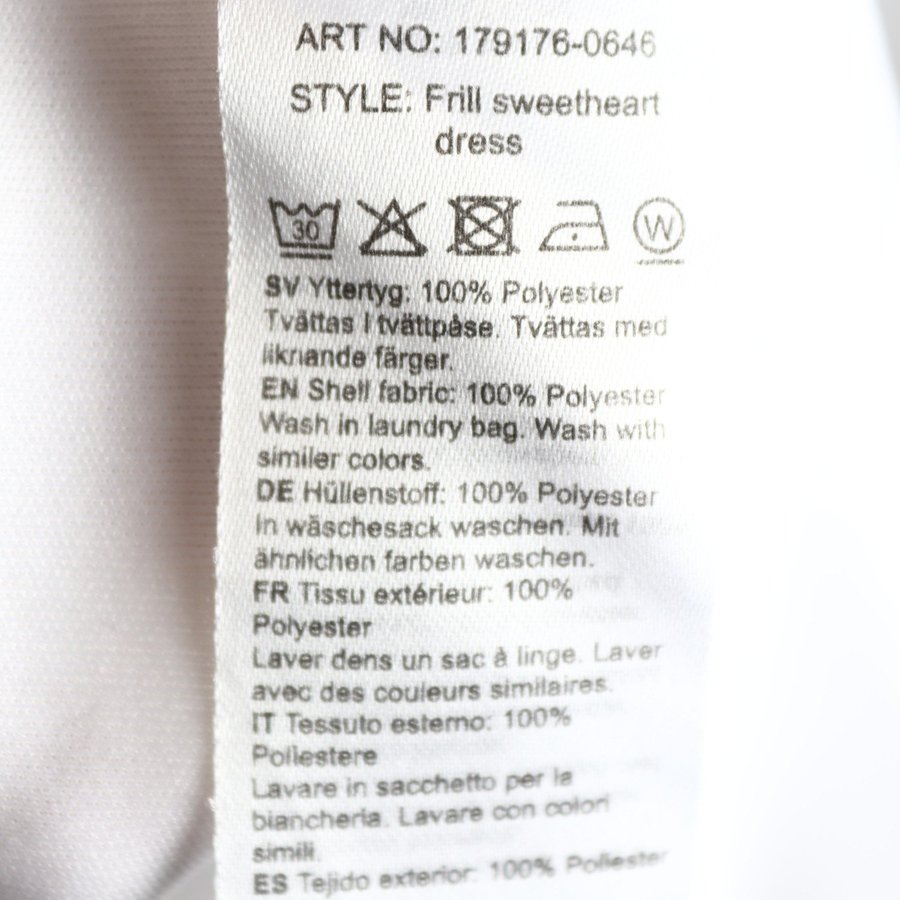 ART NO: 179176-0646
STYLE: Frill sweetheart
dress
30
W
SV Yttertyg: 100% Polyester
Tvättas I tvättpåse. Tvättas med
liknande färger.
EN Shell fabric: 100% Polyester
Wash in laundry bag. Wash with
similer colors.
DE Hüllenstoff: 100% Polyester
In wäschesack waschen. Mit
ähnlichen farben waschen.
FR Tissu extérieur: 100%
Polyester
Laver dens un sac à linge. Laver
avec des couleurs similaires.
IT Tessuto esterno: 100%
Poliestere
Lavare in sacchetto per la
biancheria. Lavare con colori
simili.
ES Tejido exterior: 100% Poliester